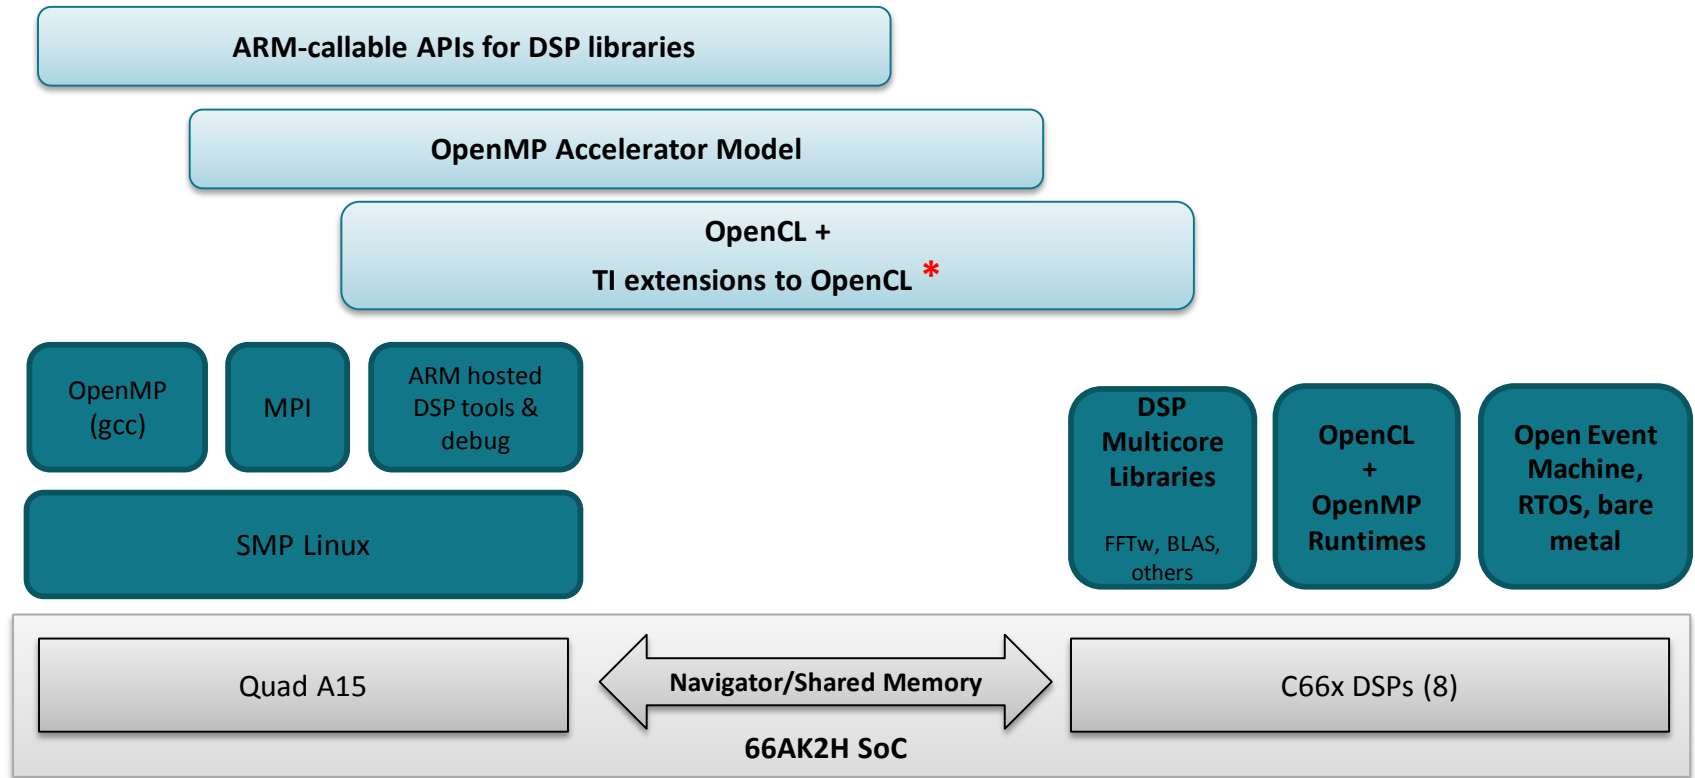 ARM-callable APIs for DSP libraries
OpenMP Accelerator Model
OpenCL +
TI extensions to OpenCL *
OpenMP
(gcc)
MPI
ARM hosted
DSP tools &
debug
SMP Linux
DSP
Multicore
Libraries
FFTw, BLAS,
others
OpenCL
+
OpenMP
Runtimes
Open Event
Machine,
RTOS, bare
metal
Quad A15
Navigator/Shared Memory
C66x DSPs (8)
66AK2H SoC